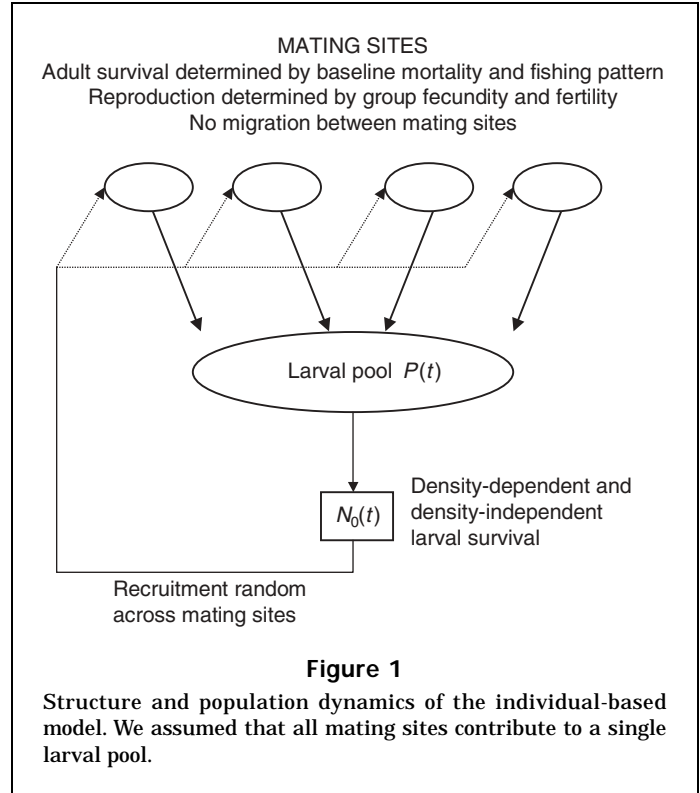 MATING SITES
Adult survival determined by baseline mortality and fishing pattern
Reproduction determined by group fecundity and fertility
No migration between mating sites
Larval pool P(t)
N₀(t)
Density-dependent and
density-independent
larval survival
Recruitment random
across mating sites
Figure 1
Structure and population dynamics of the individual-based
model. We assumed that all mating sites contribute to a single
larval pool.